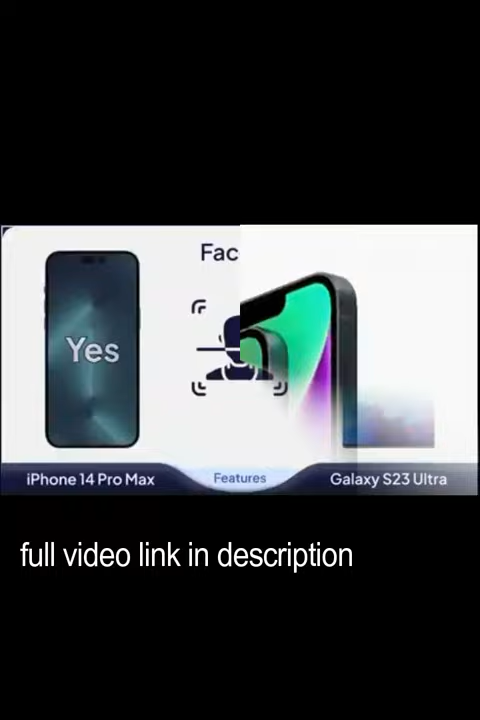 Fac
Yes
iPhone 14 Pro Max
Features
Galaxy S23 Ultra
full video link in description